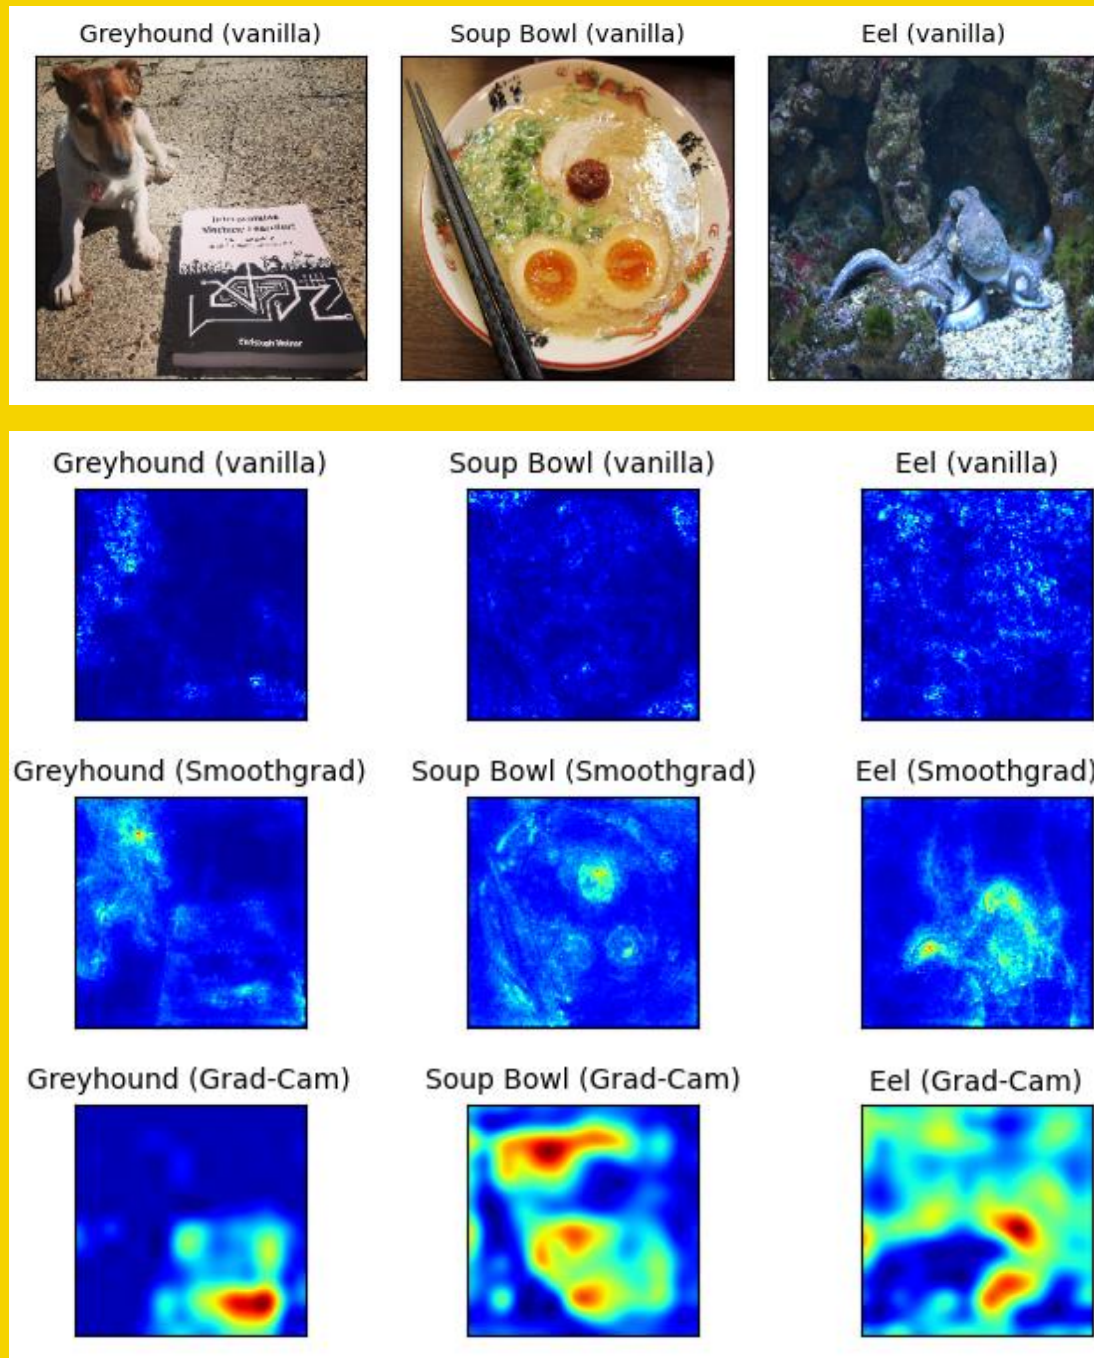 Greyhound (vanilla)
Soup Bowl (vanilla)
Eel (vanilla)
Greyhound (vanilla)
Soup Bowl (vanilla)
Eel (vanilla)
Greyhound (Smoothgrad)
Soup Bowl (Smoothgrad)
Eel (Smoothgrad)
Greyhound (Grad-Cam)
Soup Bowl (Grad-Cam)
Eel (Grad-Cam)